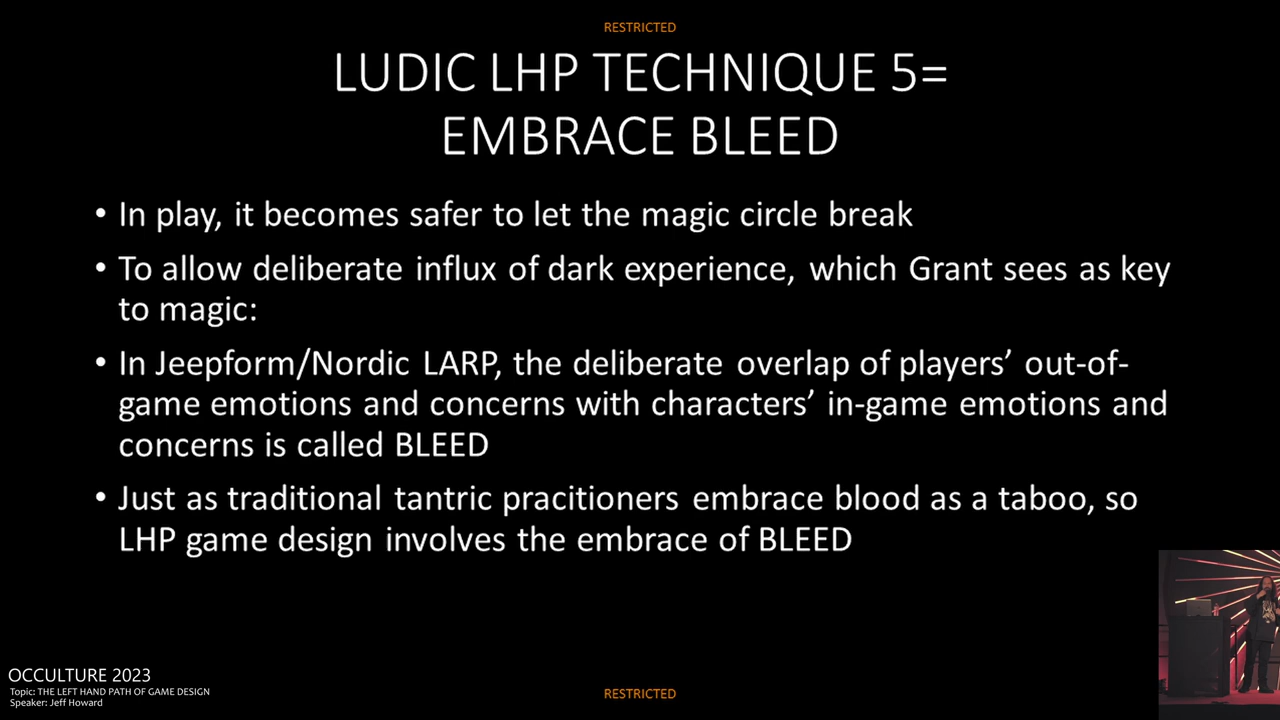 RESTRICTED
LUDIC LHP TECHNIQUE 5=
EMBRACE BLEED
• In play, it becomes safer to let the magic circle break
• To allow deliberate influx of dark experience, which Grant sees as key
to magic:
• In Jeepform/Nordic LARP, the deliberate overlap of players’ out-of-
game emotions and concerns with characters’ in-game emotions and
concerns is called BLEED
• Just as traditional tantric pracitioners embrace blood as a taboo, so
LHP game design involves the embrace of BLEED
OCCULTURE 2023
Topic: THE LEFT HAND PATH OF GAME DESIGN
Speaker: Jeff Howard
RESTRICTED